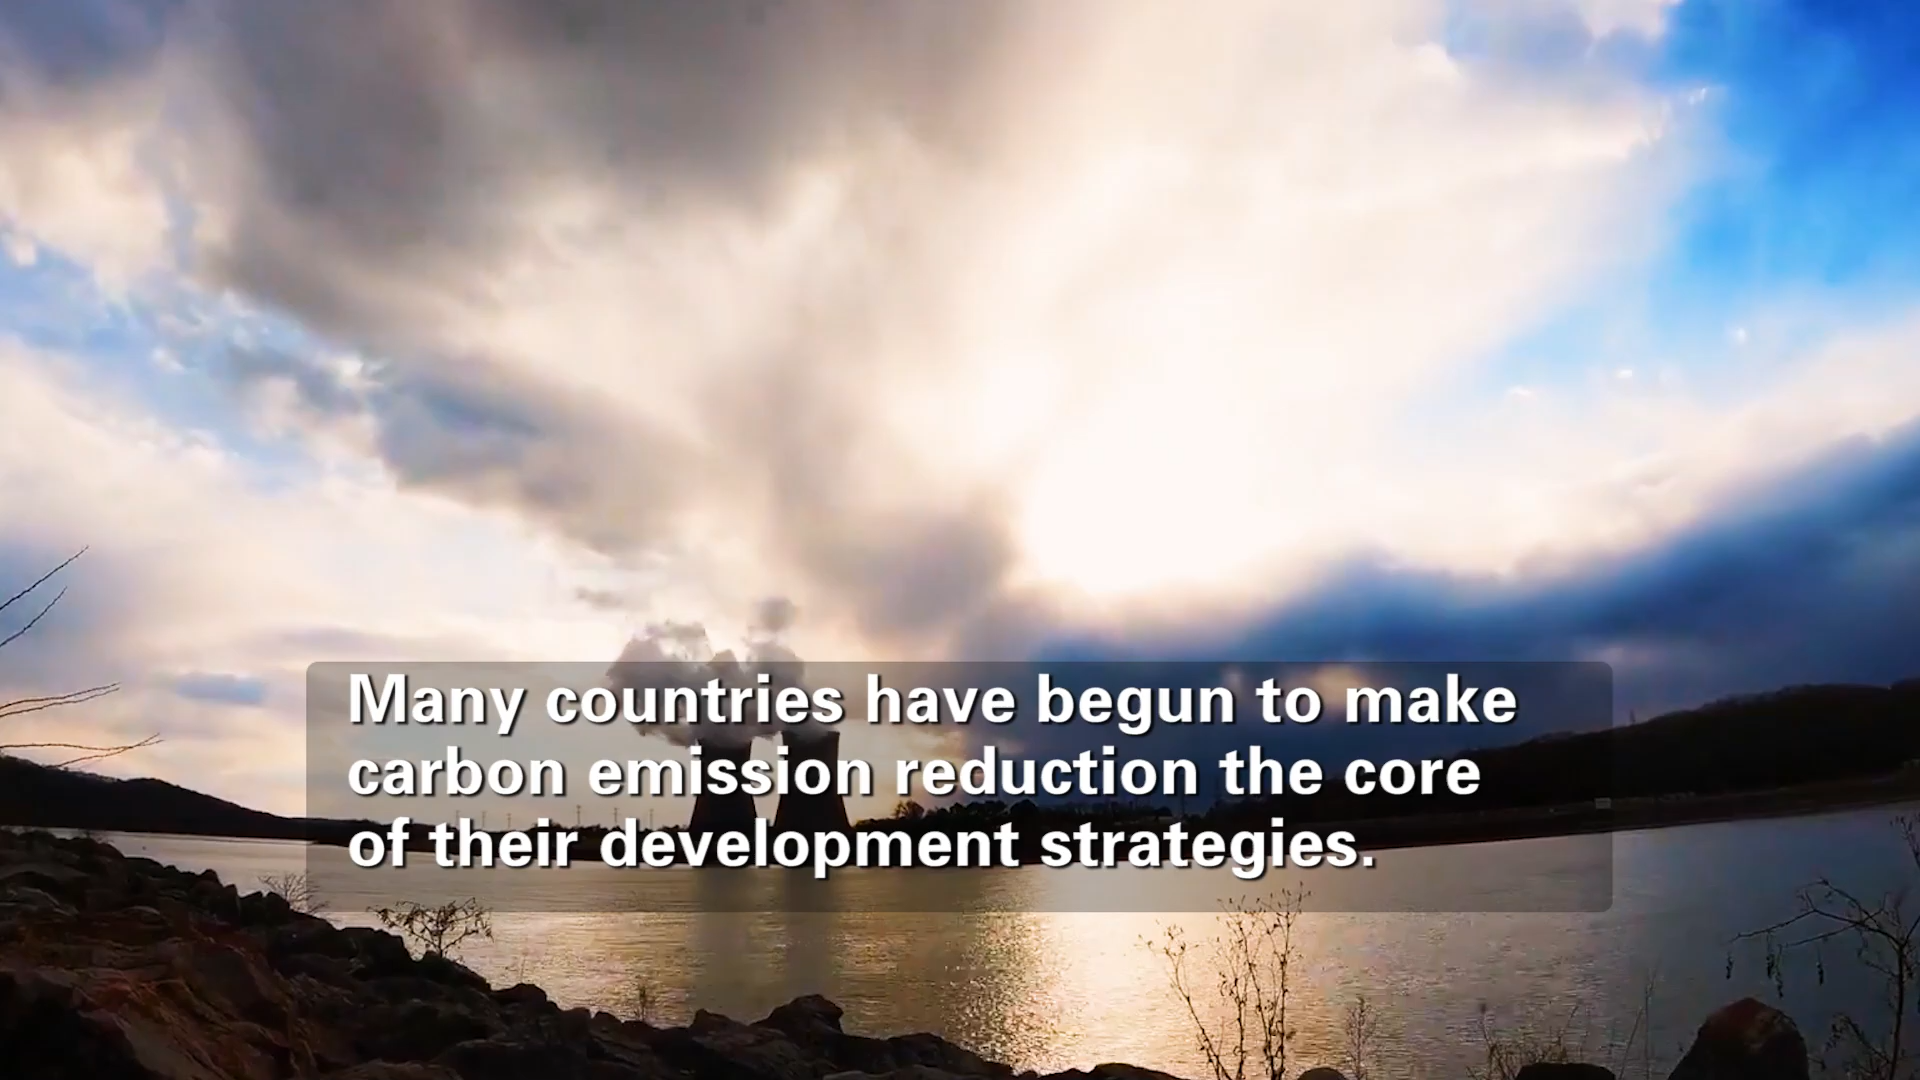 Many countries have begun to make
carbon emission reduction the core
of their development strategies.